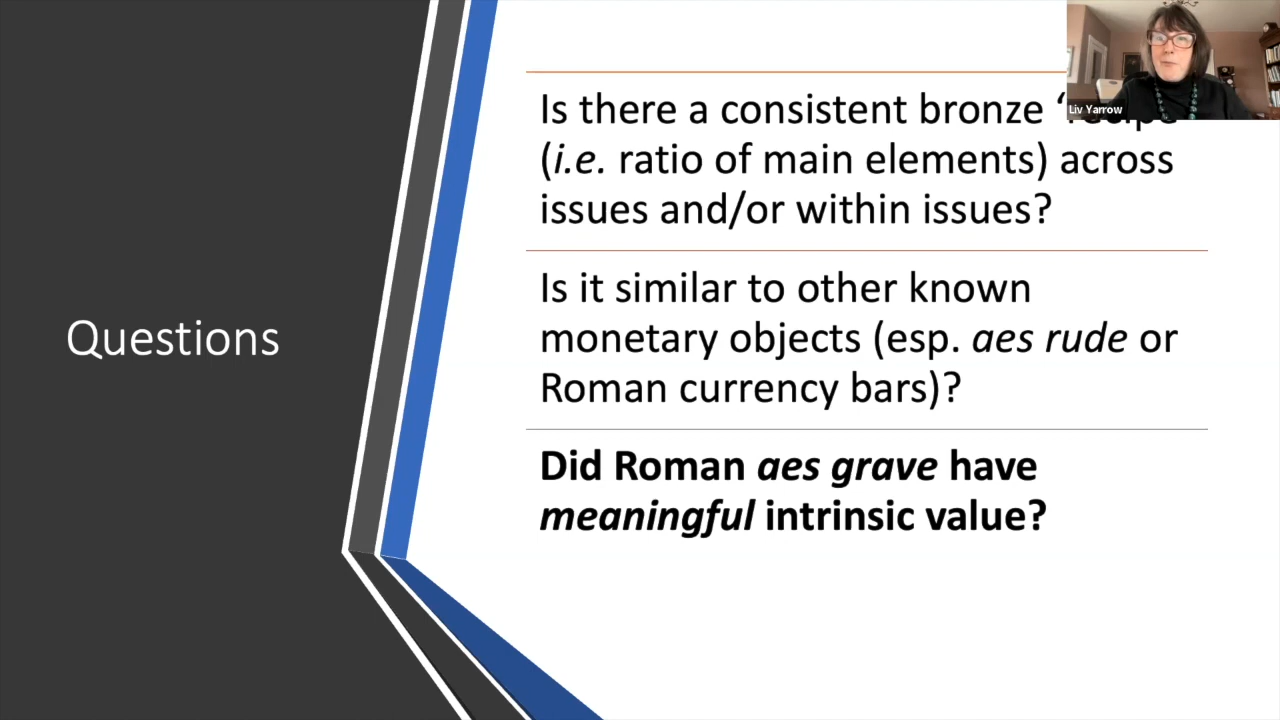 Liv Yarrow
Questions
Is there a consistent bronze ‘recipe
(i.e. ratio of main elements) across
issues and/or within issues?
Is it similar to other known
monetary objects (esp. aes rude or
Roman currency bars)?
Did Roman aes grave have
meaningful intrinsic value?